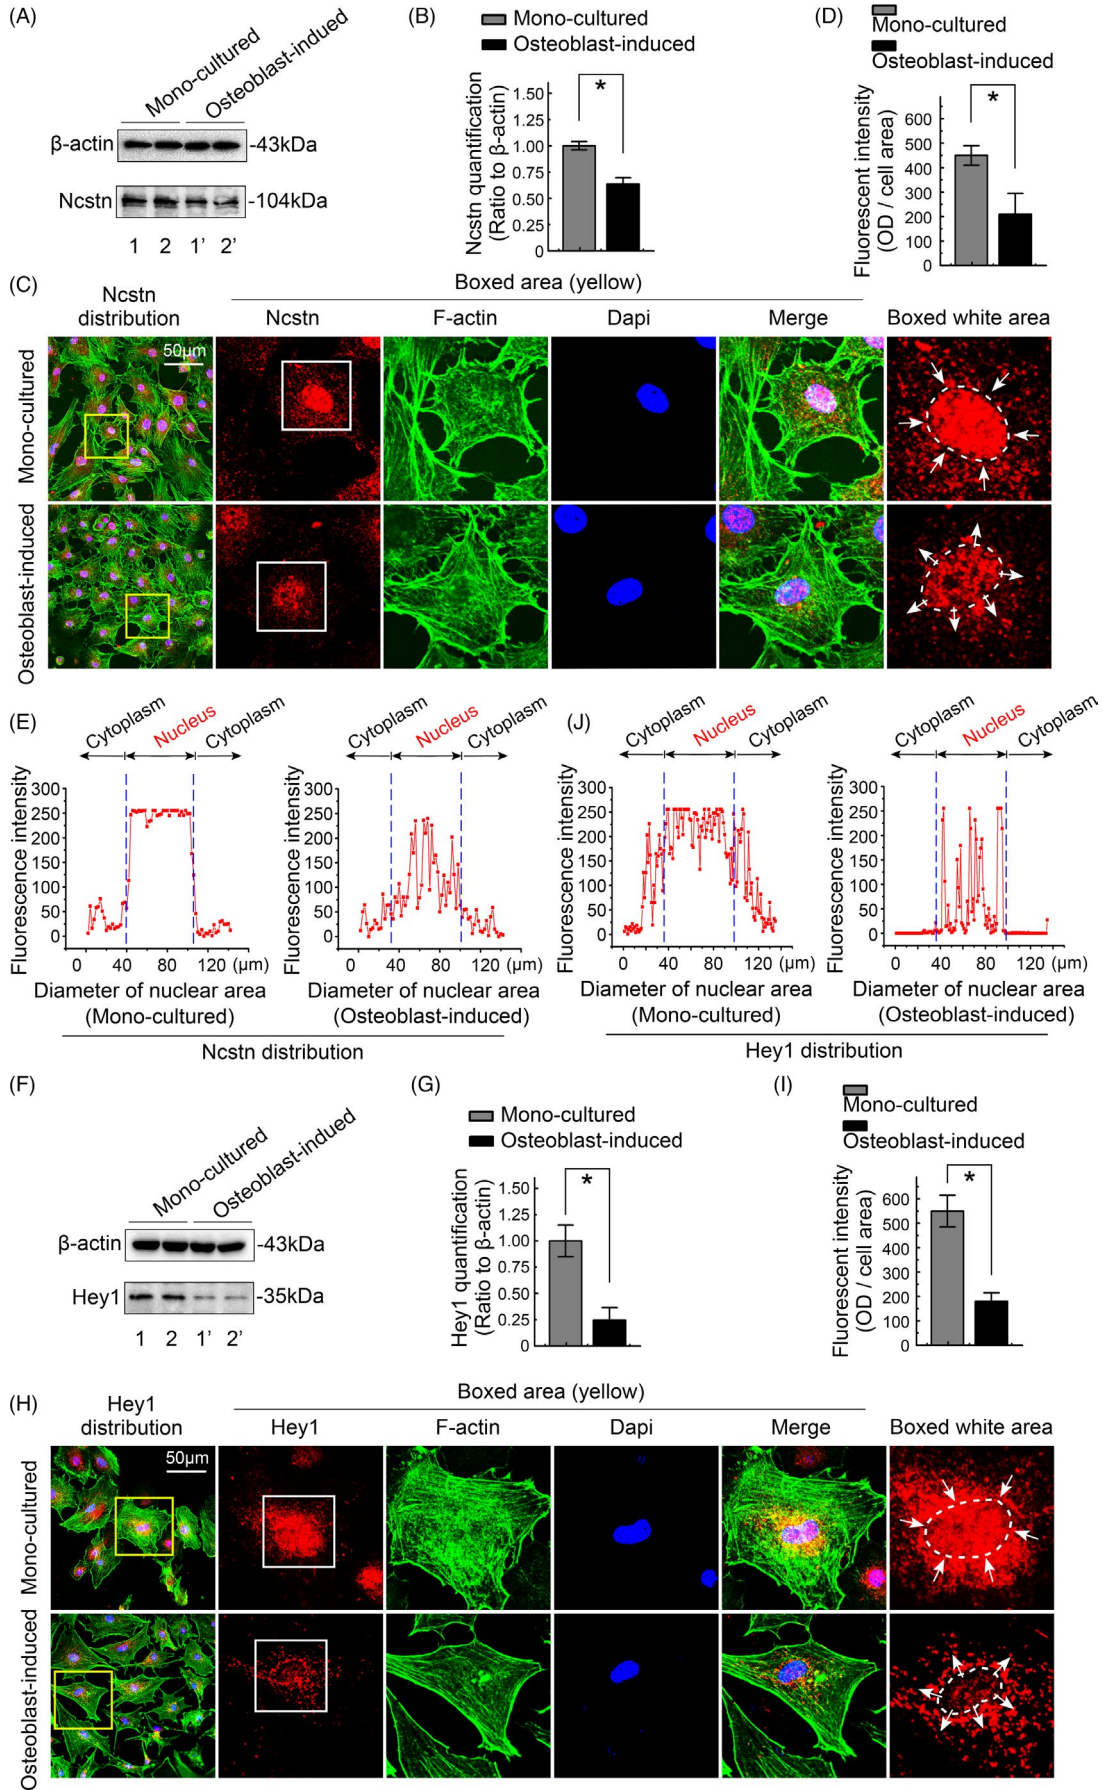 (A)
Mono-cultured
Osteoblast-indued
β-actin
-43kDa
Ncstn
-104kDa
1 2 1’ 2’
(B)
Mono-cultured
Osteoblast-induced
Ncstn quantification
(Ratio to β-actin)
1.50
1.25
1.00
0.75
0.50
0.25
0
*
(D)
Mono-cultured
Osteoblast-induced
Fluorescent intensity
(OD / cell area)
600
500
400
300
200
100
0
*
(C)
Ncstn
distribution
Boxed area (yellow)
Ncstn
F-actin
Dapi
Merge
Boxed white area
Mono-cultured
50μm
Osteoblast-induced
(E)
Cytoplasm
Nucleus
Cytoplasm
Fluorescence intensity
300
250
200
150
100
50
0
0 40 80 120 (μm)
Diameter of nuclear area
(Mono-cultured)
Cytoplasm
Nucleus
Cytoplasm
Fluorescence intensity
300
250
200
150
100
50
0
0 40 80 120 (μm)
Diameter of nuclear area
(Osteoblast-induced)
Ncstn distribution
(J)
Cytoplasm
Nucleus
Cytoplasm
Fluorescence intensity
300
250
200
150
100
50
0
0 40 80 120 (μm)
Diameter of nuclear area
(Mono-cultured)
Cytoplasm
Nucleus
Cytoplasm
Fluorescence intensity
300
250
200
150
100
50
0
0 40 80 120 (μm)
Diameter of nuclear area
(Osteoblast-induced)
Hey1 distribution
(F)
Mono-cultured
Osteoblast-indued
β-actin
-43kDa
Hey1
-35kDa
1 2 1’ 2’
(G)
Mono-cultured
Osteoblast-induced
Hey1 quantification
(Ratio to β-actin)
1.50
1.25
1.00
0.75
0.50
0.25
0
*
(I)
Mono-cultured
Osteoblast-induced
Fluorescent intensity
(OD / cell area)
600
500
400
300
200
100
0
*
(H)
Hey1
distribution
Boxed area (yellow)
Hey1
F-actin
Dapi
Merge
Boxed white area
Mono-cultured
50μm
Osteoblast-induced